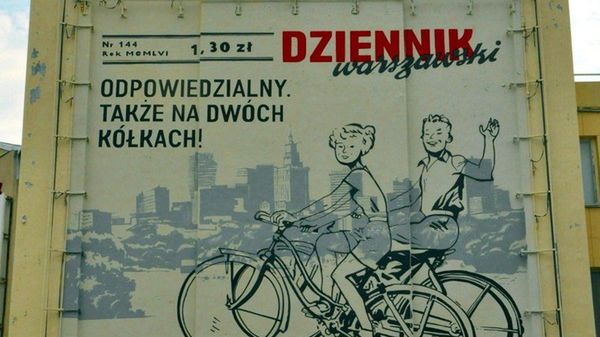 Nr 144
Rok MCMLVI
1,30 zł
DZIENNIK
warszawski
ODPOWIEDZIALNY.
TAKŻE NA DWÓCH
KÓŁKACH!